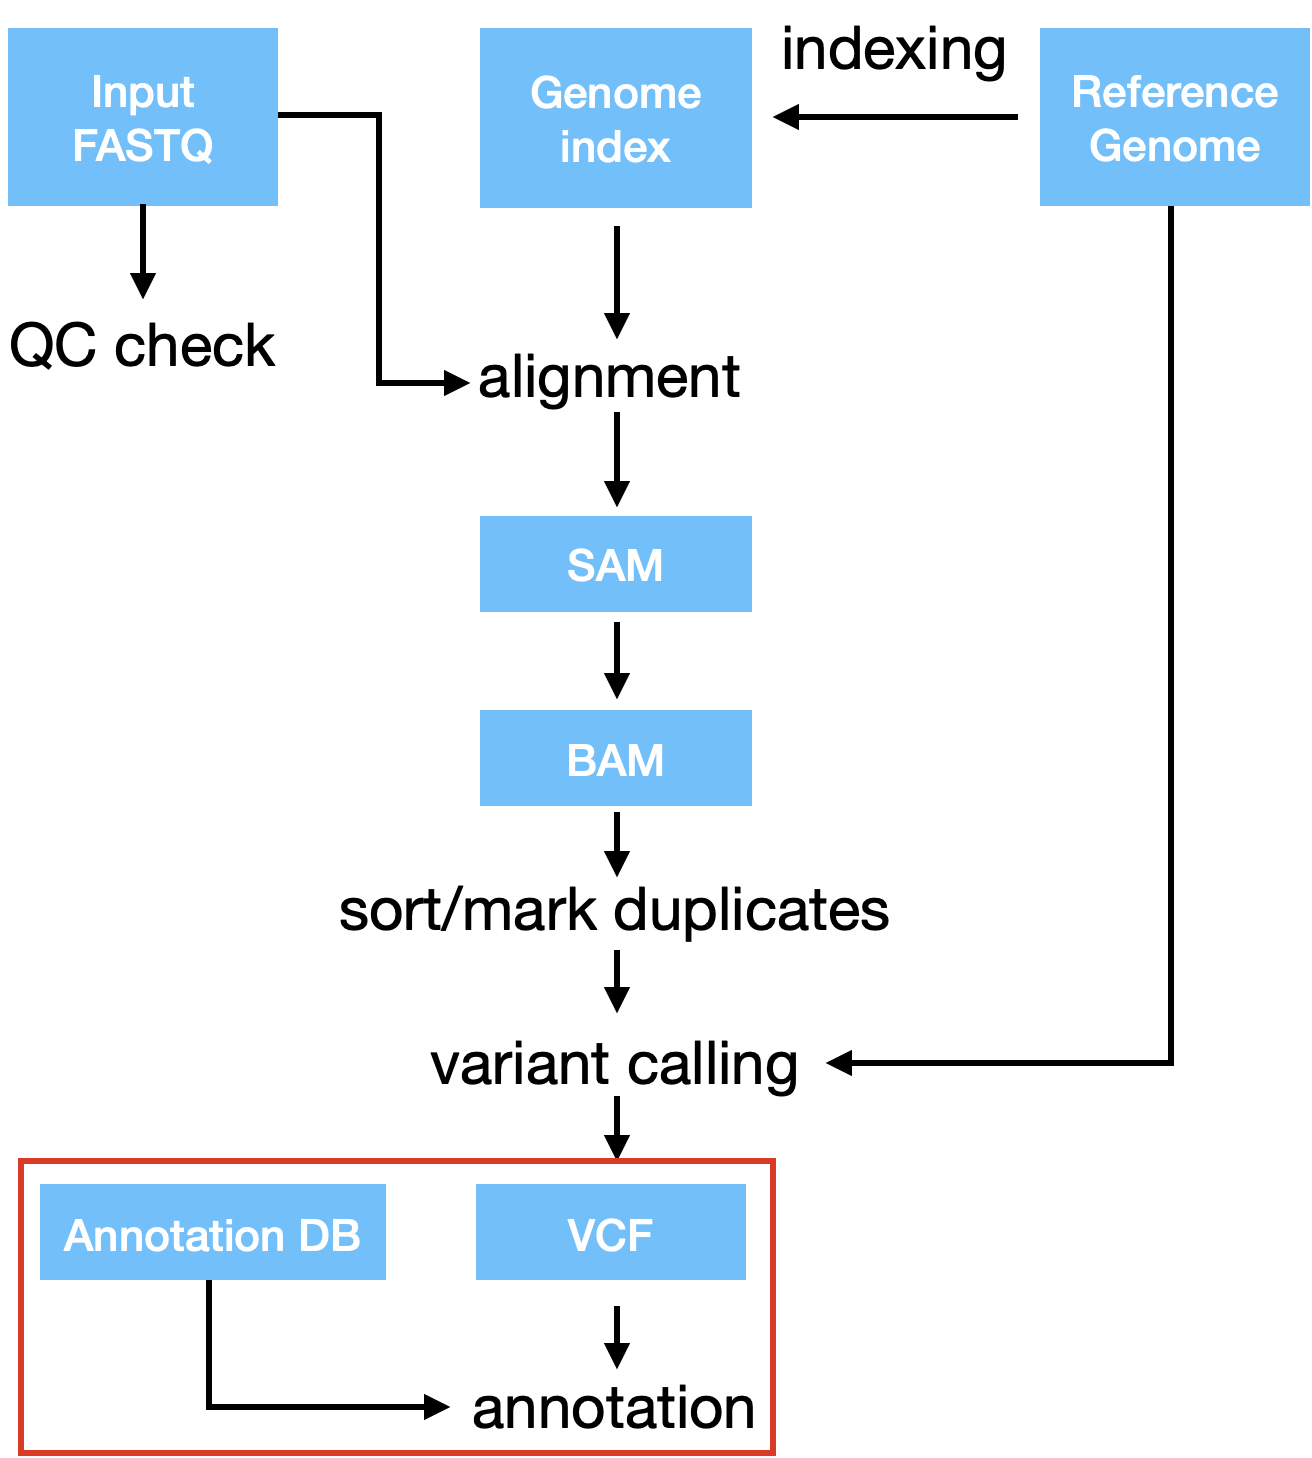 Input
FASTQ
Genome
index
indexing
Reference
Genome
QC check
alignment
SAM
BAM
sort/mark duplicates
variant calling
Annotation DB
VCF
annotation